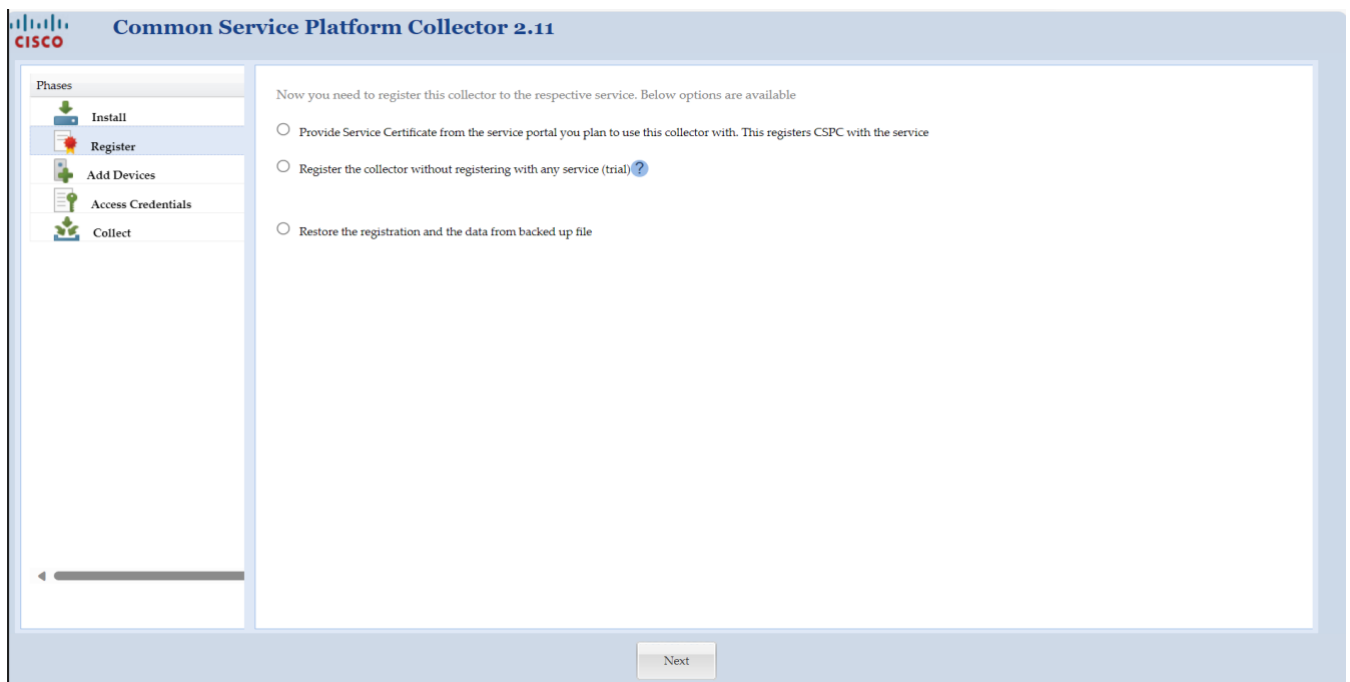 CISCO
Common Service Platform Collector 2.11
Phases
Install
Register
Add Devices
Access Credentials
Collect
Now you need to register this collector to the respective service. Below options are available
Provide Service Certificate from the service portal you plan to use this collector with. This registers CSPC with the service
Register the collector without registering with any service (trial) ?
Restore the registration and the data from backed up file
Next